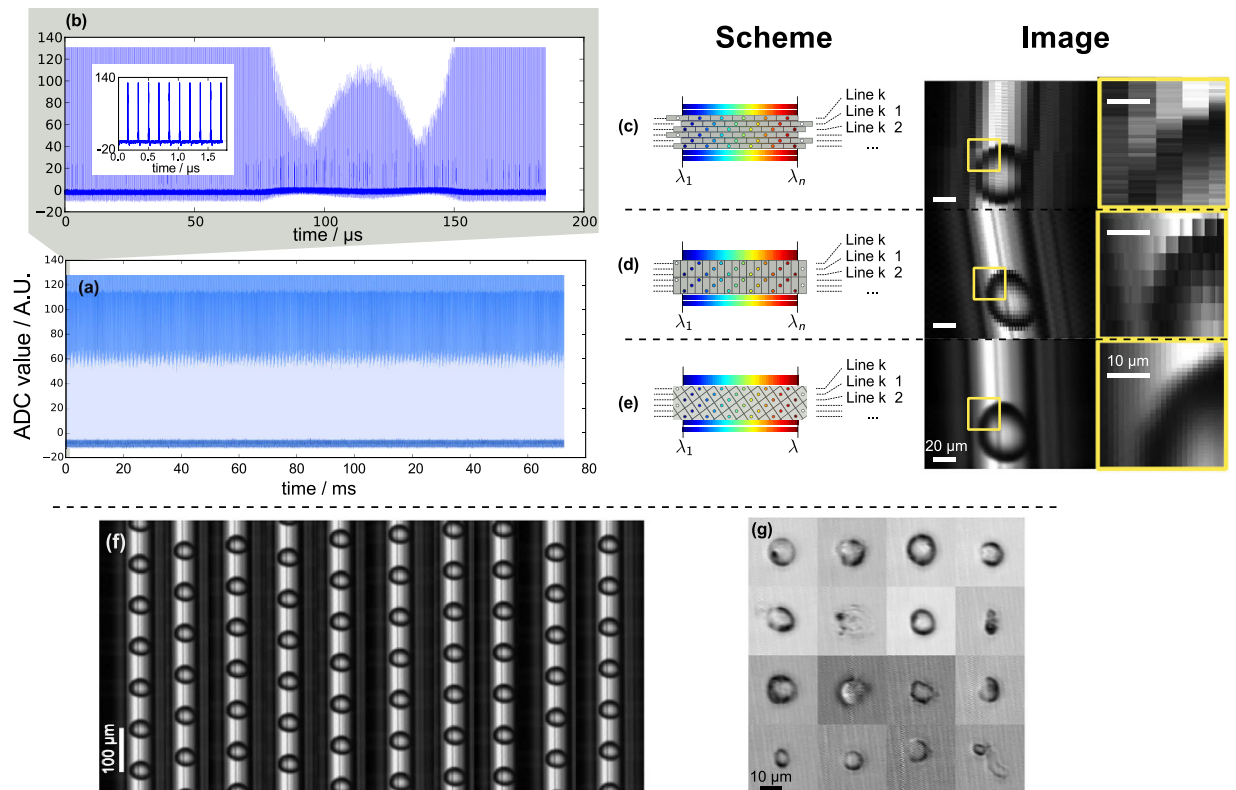 (b)
140
120
100
80
60
40
20
0
−20
0
50
100
150
200
time / µs
140
-20
0.0
0.5
1.0
1.5
time / µs
(a)
140
120
100
80
60
40
20
0
−20
0
20
40
60
20
40
60
80
time / ms
ADC value / A.U.
Scheme
Image
(c)
Line k
Line k 1
Line k 2
...
λ1
λn
(d)
Line k
Line k 1
Line k 2
...
λ1
λn
(e)
Line k
Line k 1
Line k 2
...
λ1
λ
10 µm
20 µm
(f)
100 µm
(g)
10 µm